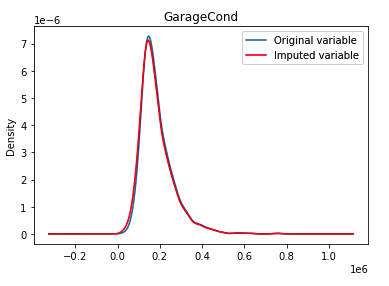 GarageCond
1e−6
Original variable
Imputed variable
7
6
5
4
3
2
1
0
Density
−0.2
0.0
0.2
0.4
0.6
0.8
1.0
1e6